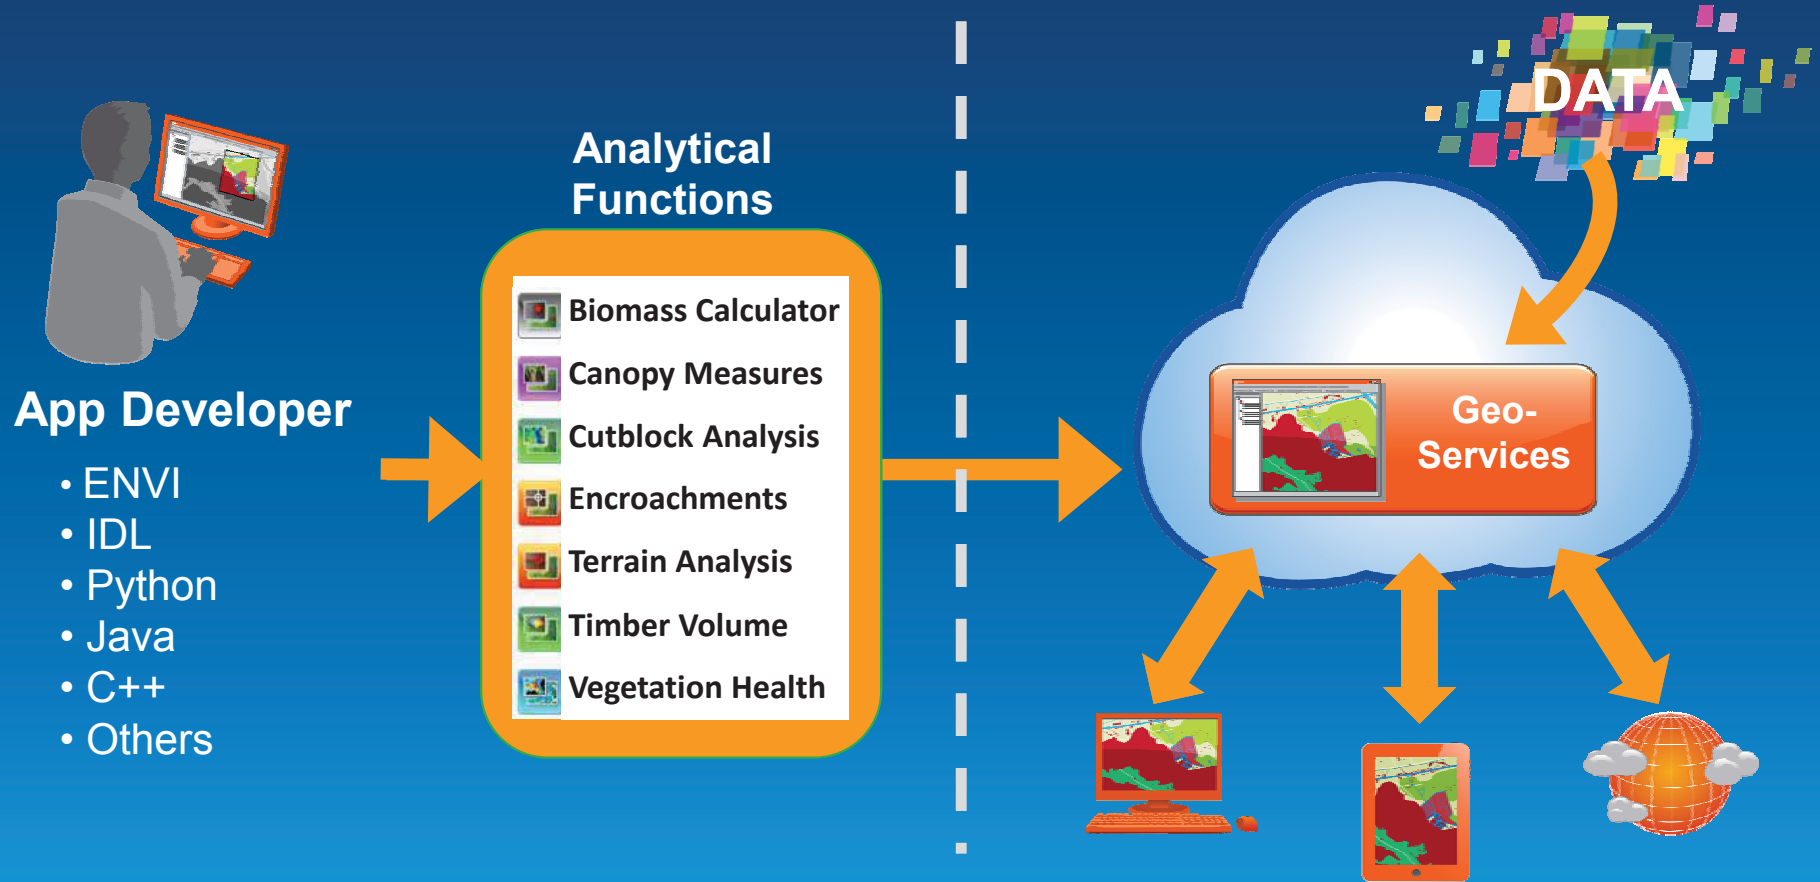 DATA
Analytical
Functions
Biomass Calculator
Canopy Measures
Cutblock Analysis
Encroachments
Terrain Analysis
Timber Volume
Vegetation Health
App Developer
• ENVI
• IDL
• Python
• Java
• C++
• Others
Geo-
Services